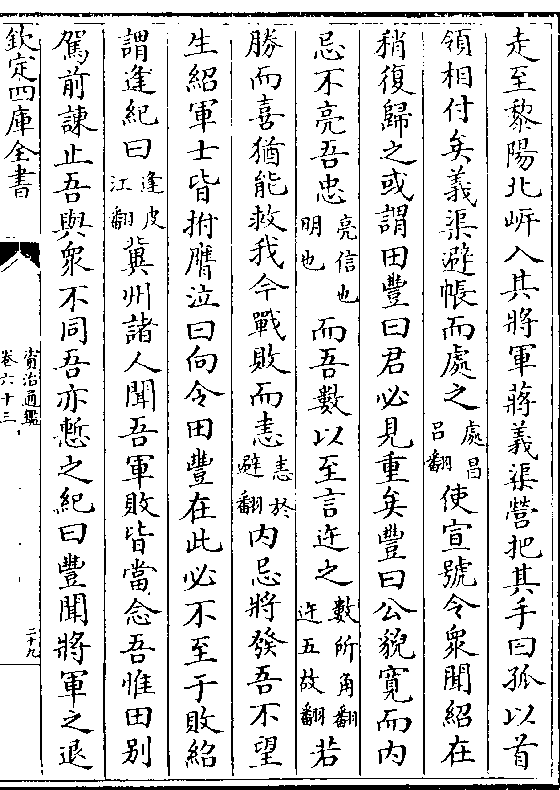 走至黎陽北岍入其將軍蔣義渠營把其手曰孤以首
領相付矣義渠避帳而處之處昌吕翻使宣號令衆聞紹在
稍復歸之或謂田豐曰君必見重矣豐曰公貌寛而内
忌不亮吾忠亮信也明也而吾數以至言迕之數所角翻迕五故翻若
勝而喜猶能救我今戰敗而恚恚於避翻内忌將發吾不望
生紹軍士皆拊膺泣曰向令田豐在此必不至于敗紹
謂逢紀曰逢皮江翻冀州諸人聞吾軍敗皆當念吾惟田别
駕前諫止吾與衆不同吾亦慙之紀曰豐聞將軍之退
欽定四庫全書
資治通鑑
卷六十三
二十九